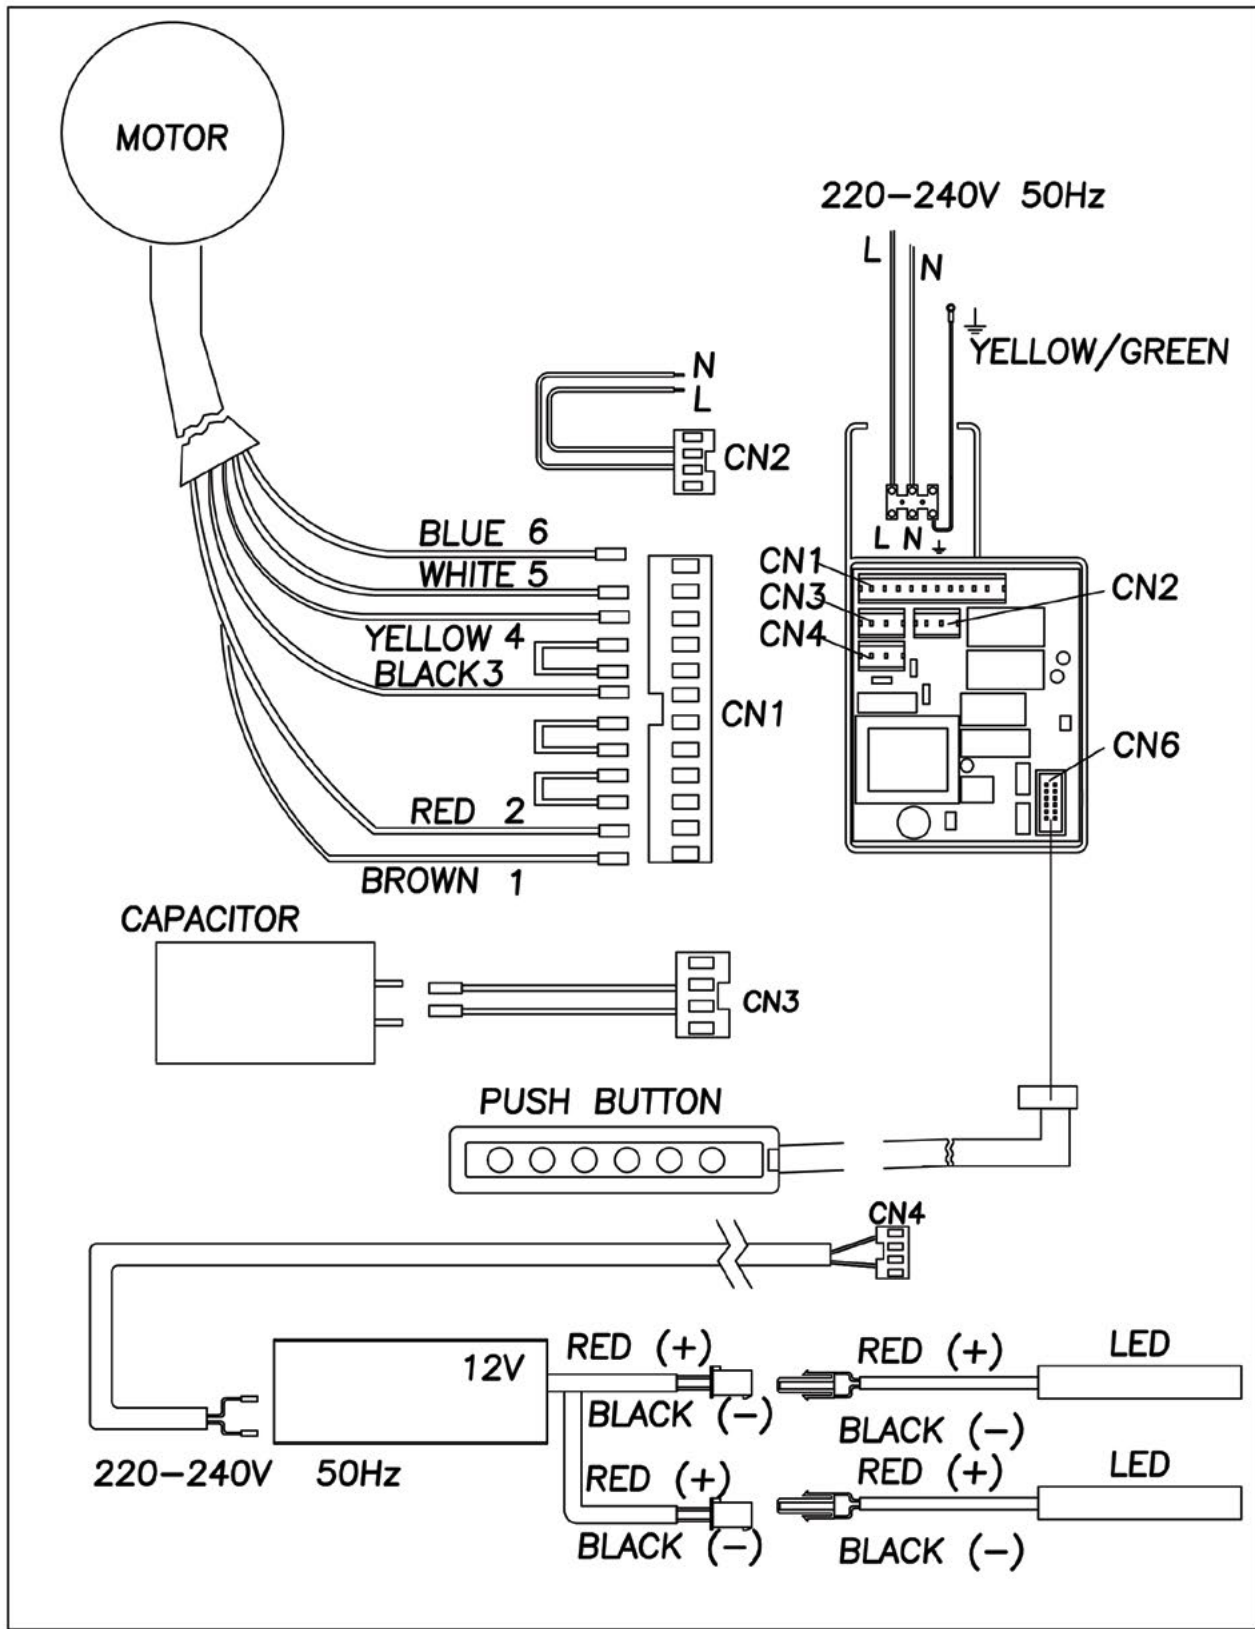 MOTOR
220-240V 50Hz
L
N
YELLOW/GREEN
N
L
CN2
L N
BLUE 6
WHITE 5
YELLOW 4
BLACK 3
CN1
RED 2
BROWN 1
CN1
CN3
CN4
CN2
CN6
CAPACITOR
CN3
PUSH BUTTON
CN4
12V
220-240V 50Hz
RED (+)
BLACK (-)
RED (+)
BLACK (-)
LED
RED (+)
BLACK (-)
RED (+)
BLACK (-)
LED